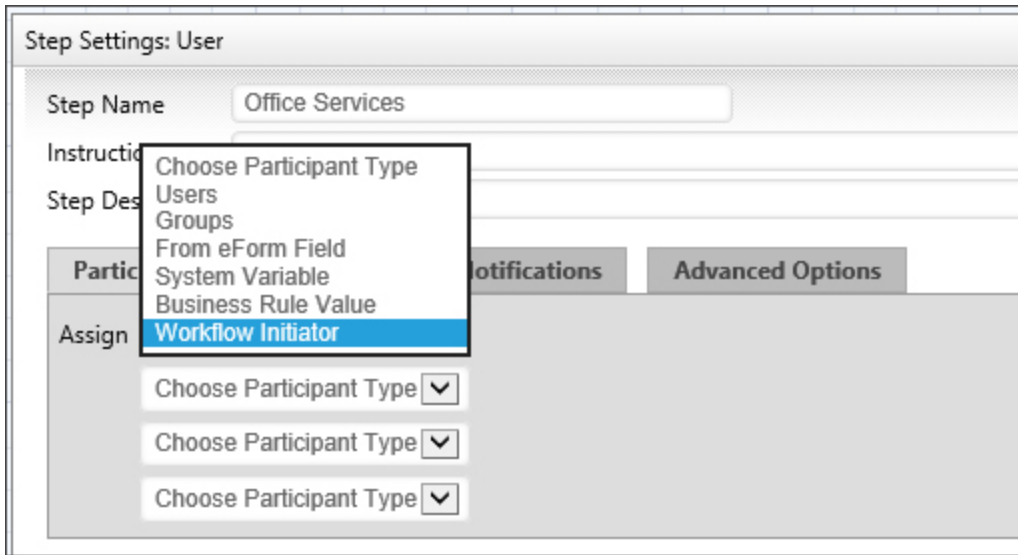 Step Settings: User
Step Name Office Services
Instructio
Choose Participant Type
Users
Step Des
Groups
From eForm Field
Partic
System Variable
lotifications
Advanced Options
Business Rule Value
Assign
Workflow Initiator
Choose Participant Type
Choose Participant Type
Choose Participant Type